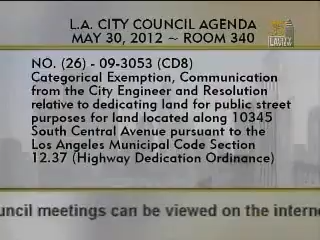 L.A. CITY COUNCIL AGENDA
MAY 30, 2012 ~ ROOM 340
NO. (26) - 09-3053 (CD8)
Categorical Exemption, Communication
from the City Engineer and Resolution
relative to dedicating land for public street
purposes for land located along 10345
South Central Avenue pursuant to the
Los Angeles Municipal Code Section
12.37 (Highway Dedication Ordinance)
uncil meetings can be viewed on the interne